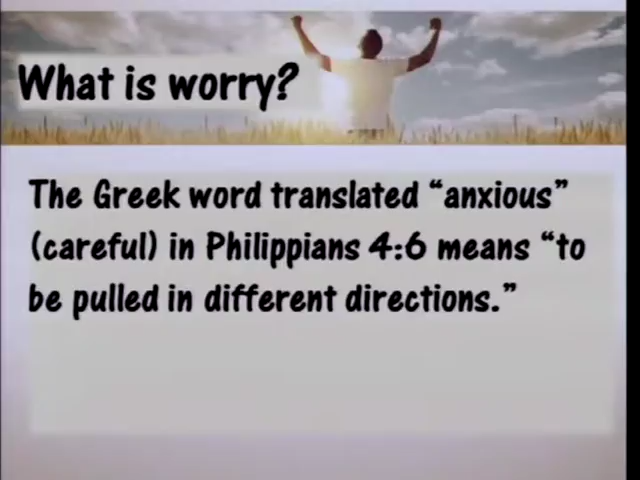 What is worry?
The Greek word translated “anxious”
(careful) in Philippians 4:6 means “to
be pulled in different directions.”